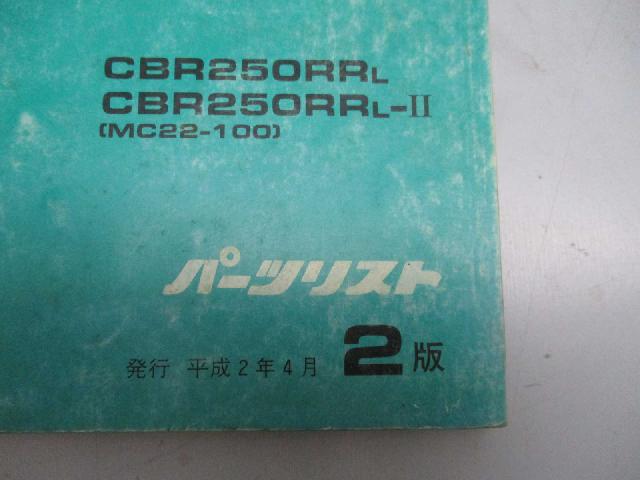 CBR250RRL
CBR250RRL-II
(MC22-100)
パーツリスト
発行 平成2年4月 2版